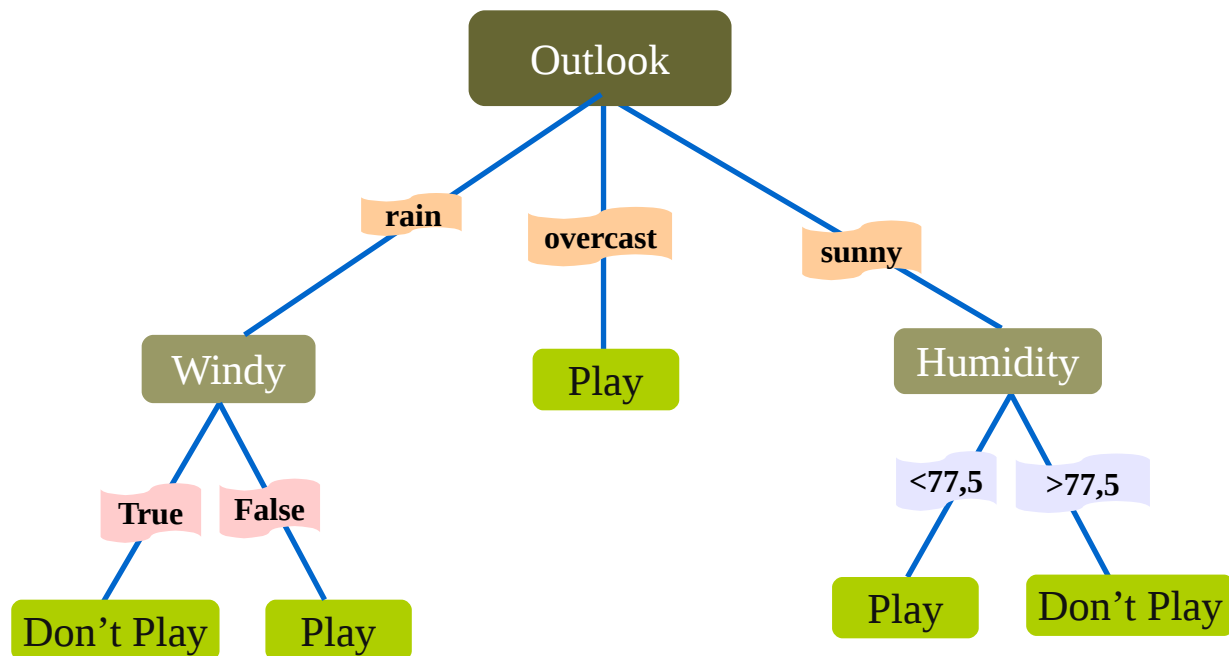 Outlook
rain
overcast
sunny
Windy
Play
Humidity
True
False
<77,5
>77,5
Don’t Play
Play
Play
Don’t Play